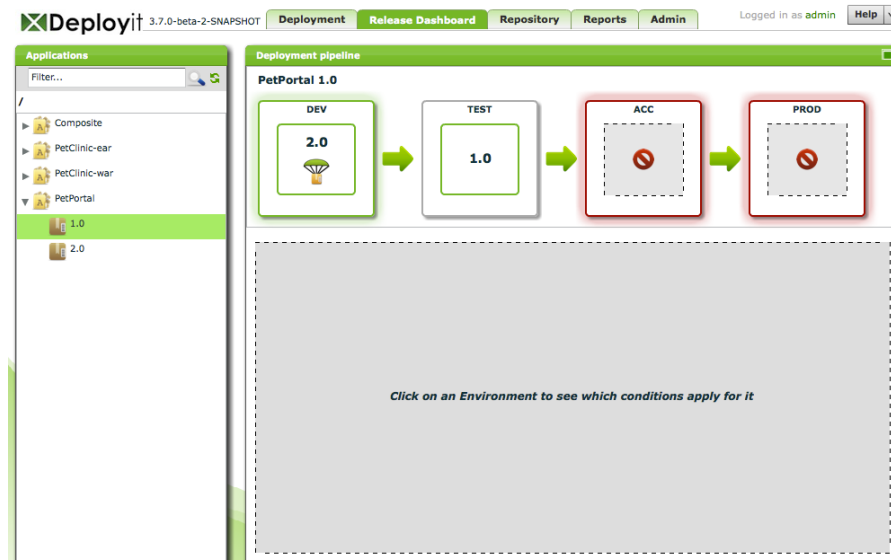 Deployit 3.7.0-beta-2-SNAPSHOT Deployment Release Dashboard Repository Reports Admin Logged in as admin Help
Applications
Filter...
/
Composite
PetClinic-ear
PetClinic-war
PetPortal
1.0
2.0
Deployment pipeline
PetPortal 1.0
DEV TEST ACC PROD
2.0 1.0
Click on an Environment to see which conditions apply for it